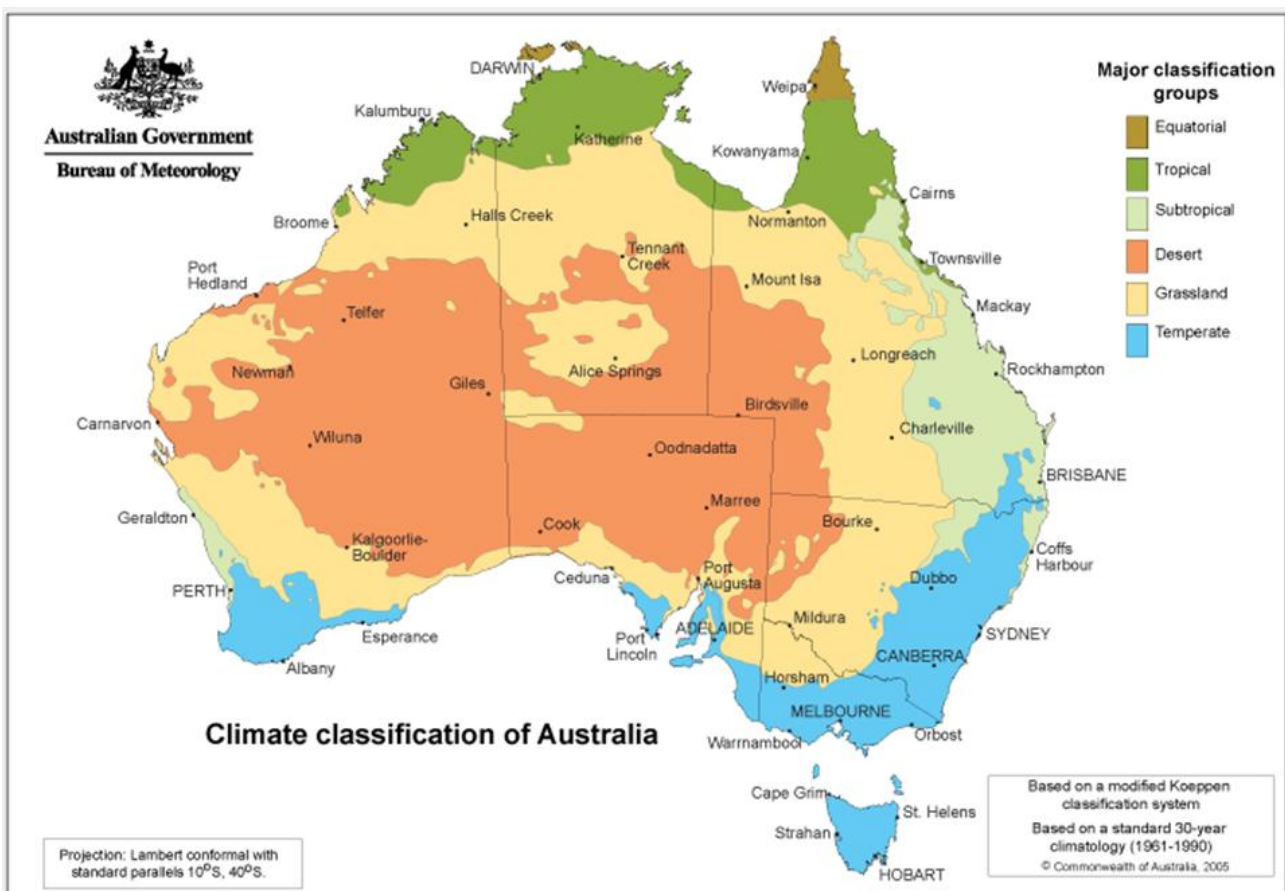 Australian Government
Bureau of Meteorology
Major classification
groups
Equatorial
Tropical
Subtropical
Desert
Grassland
Temperate
DARWIN
Weipa
Kalumburu
Katherine
Kowanyama
Cairns
Broome
Halls Creek
Normanton
Tennant
Creek
Townsville
Port
Hedland
Mount Isa
Mackay
Telfer
Longreach
Newman
Alice Springs
Rockhampton
Giles
Birdsville
Carnarvon
Wiluna
Oodnadatta
Charleville
BRISBANE
Marree
Geraldton
Cook
Bourke
Kalgoorlie-
Boulder
Coffs
Harbour
Ceduna
Port
Augusta
Dubbo
PERTH
Mildura
ADELAIDE
SYDNEY
Esperance
Port
Lincoln
CANBERRA
Albany
Horsham
MELBOURNE
Climate classification of Australia
Warrnambool
Orbost
Cape Grim
St. Helens
Strahan
HOBART
Based on a modified Koeppen
classification system
Based on a standard 30-year
climatology (1961-1990)
© Commonwealth of Australia, 2005
Projection: Lambert conformal with
standard parallels 10°S, 40°S.